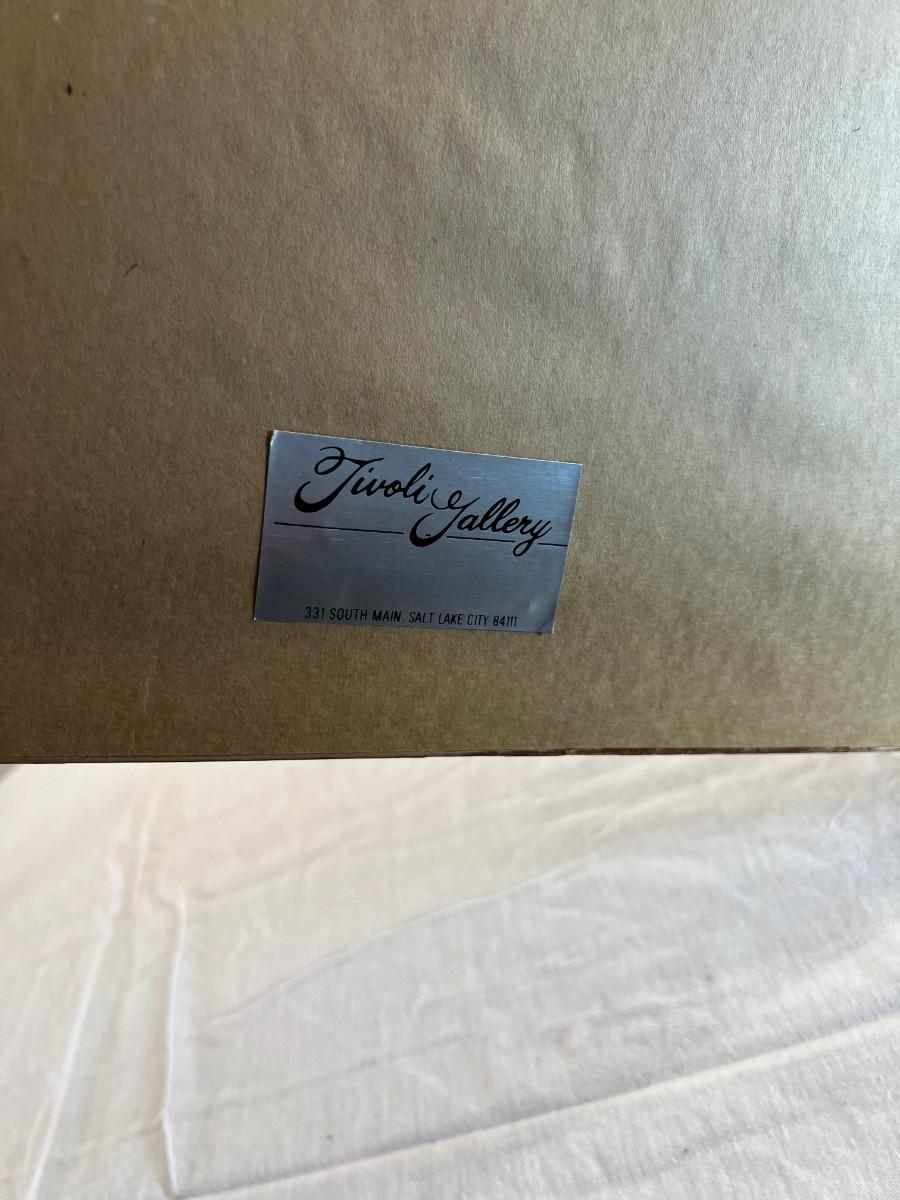 Tivoli Gallery
331 SOUTH MAIN, SALT LAKE CITY 84111